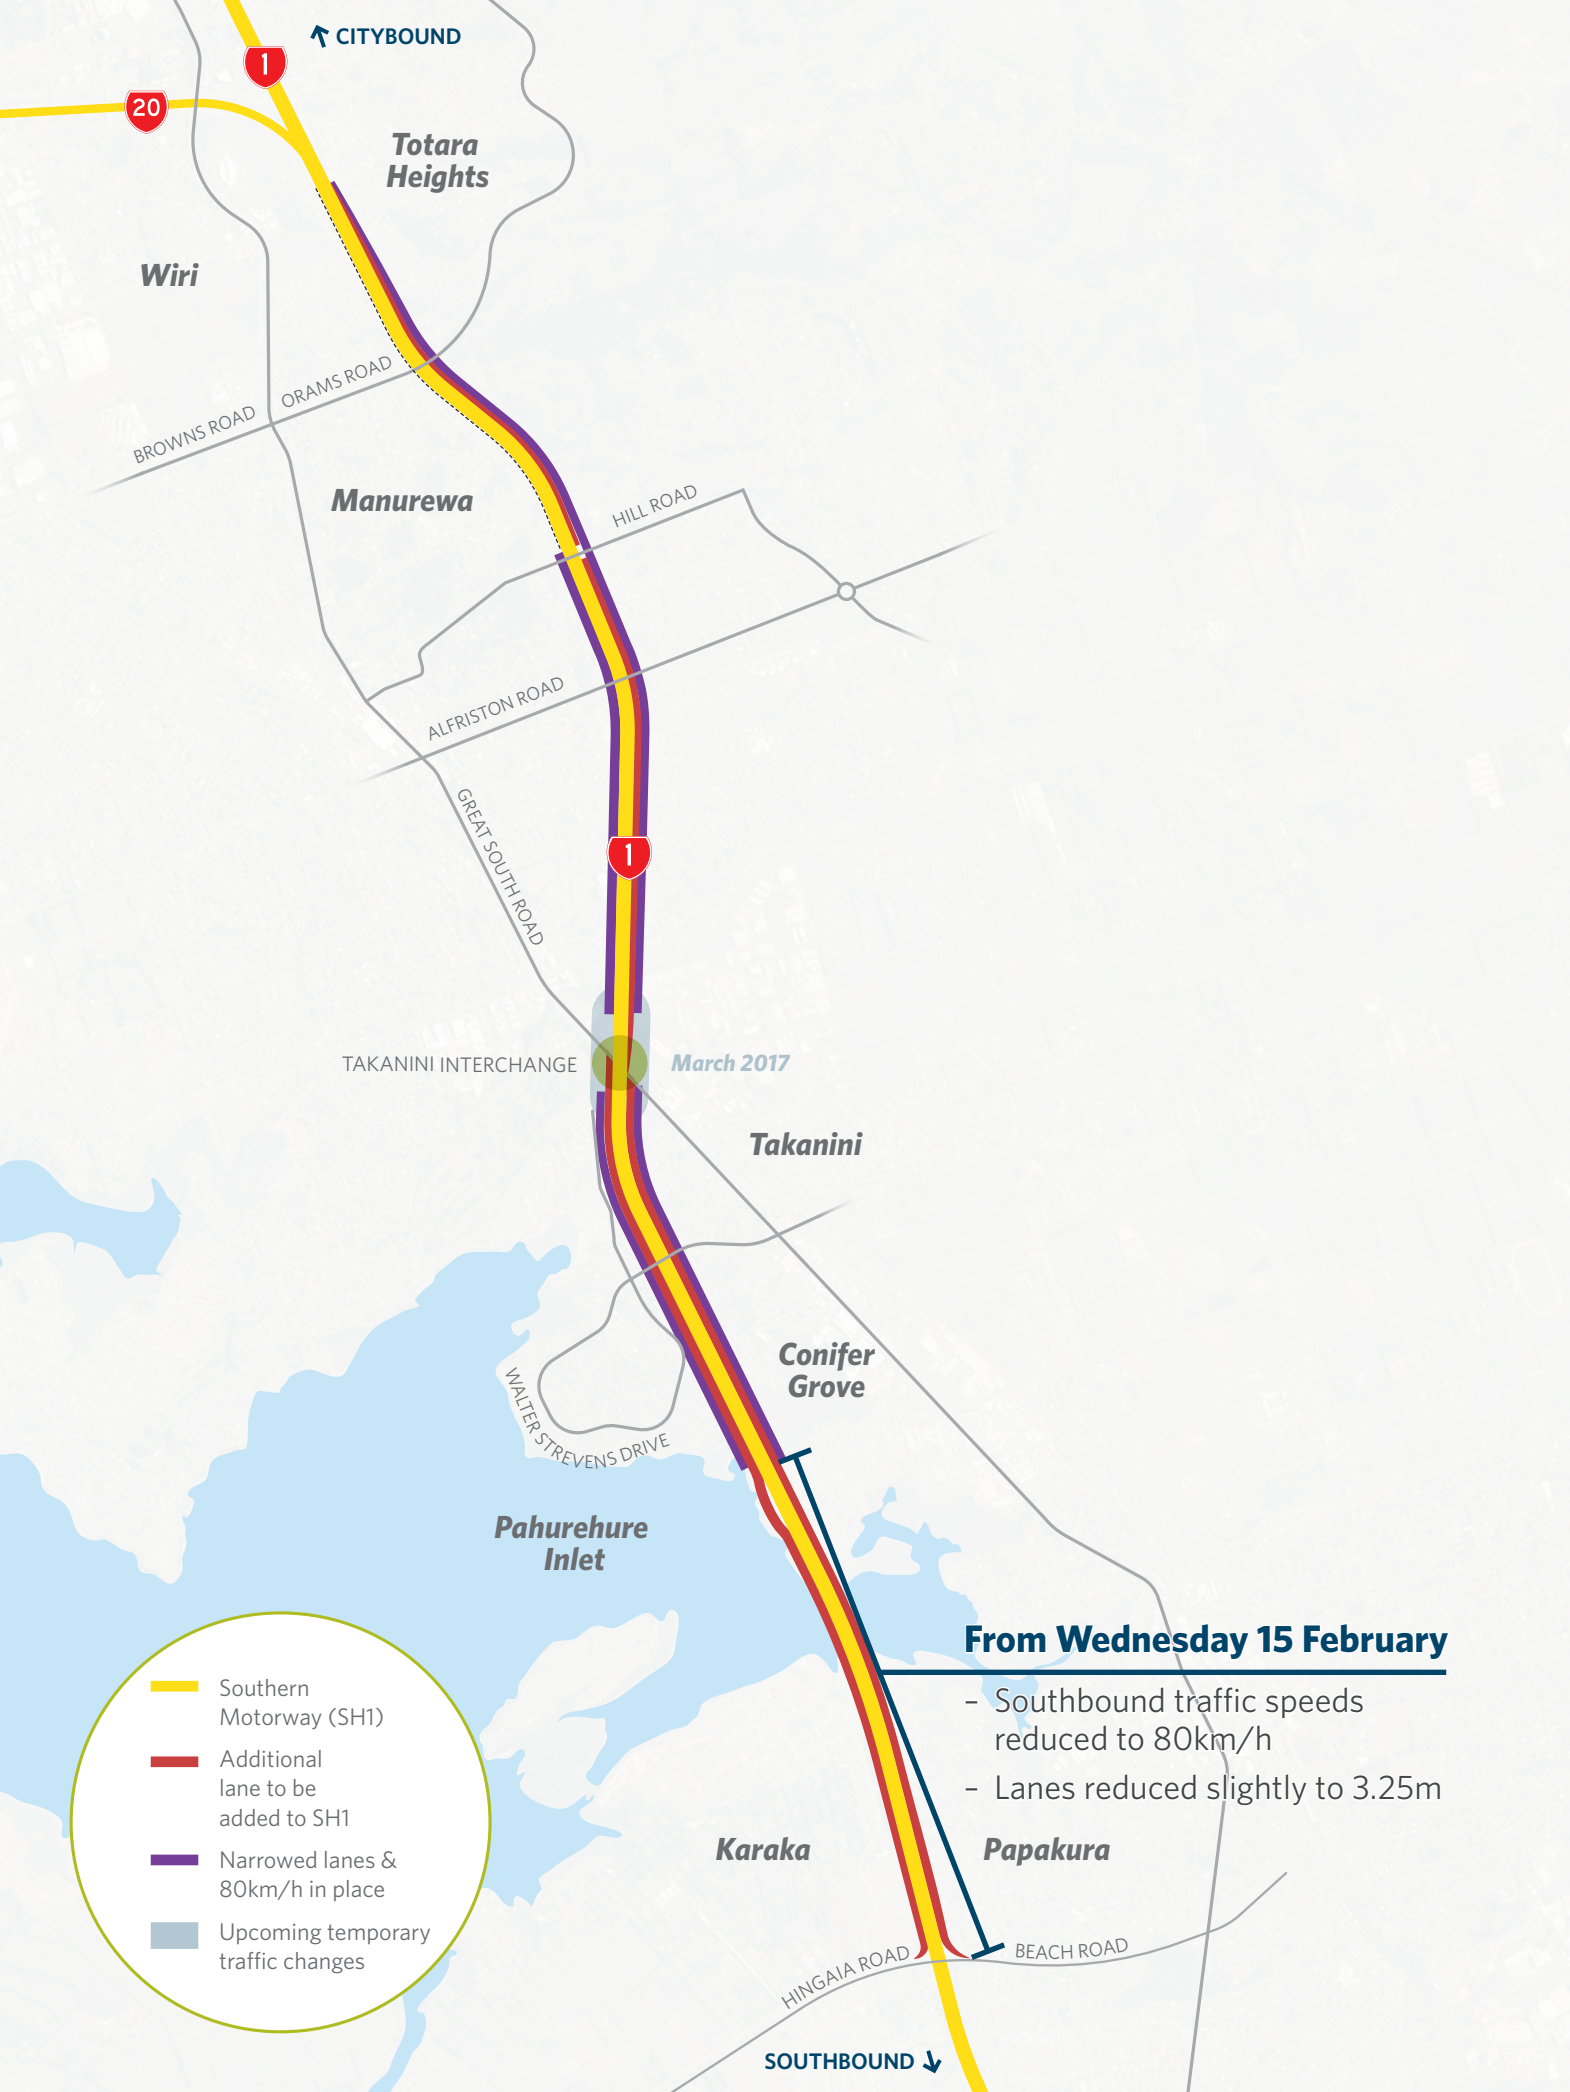 CITYBOUND
1
20
Totara
Heights
Wiri
BROWNS ROAD
ORAMS ROAD
Manurewa
HILL ROAD
ALFRISTON ROAD
GREAT SOUTH ROAD
1
TAKANINI INTERCHANGE
March 2017
Takanini
Conifer
Grove
WALTER STREVENS DRIVE
Pahurehure
Inlet
From Wednesday 15 February
– Southbound traffic speeds
reduced to 80km/h
– Lanes reduced slightly to 3.25m
Southern
Motorway (SH1)
Additional
lane to be
added to SH1
Narrowed lanes &
80km/h in place
Upcoming temporary
traffic changes
Karaka
Papakura
HINGAIA ROAD
BEACH ROAD
SOUTHBOUND